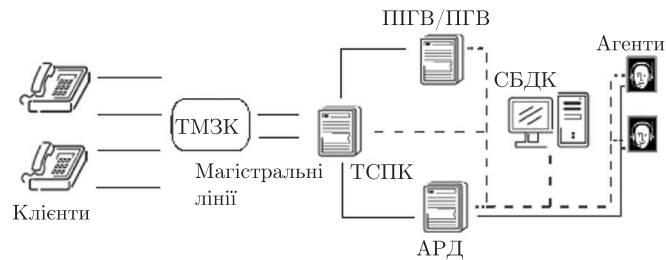 ПІГВ/ПГВ
Агенти
СБДК
ТМЗК
Магістральні
лінії
ТСПК
Клієнти
АРД